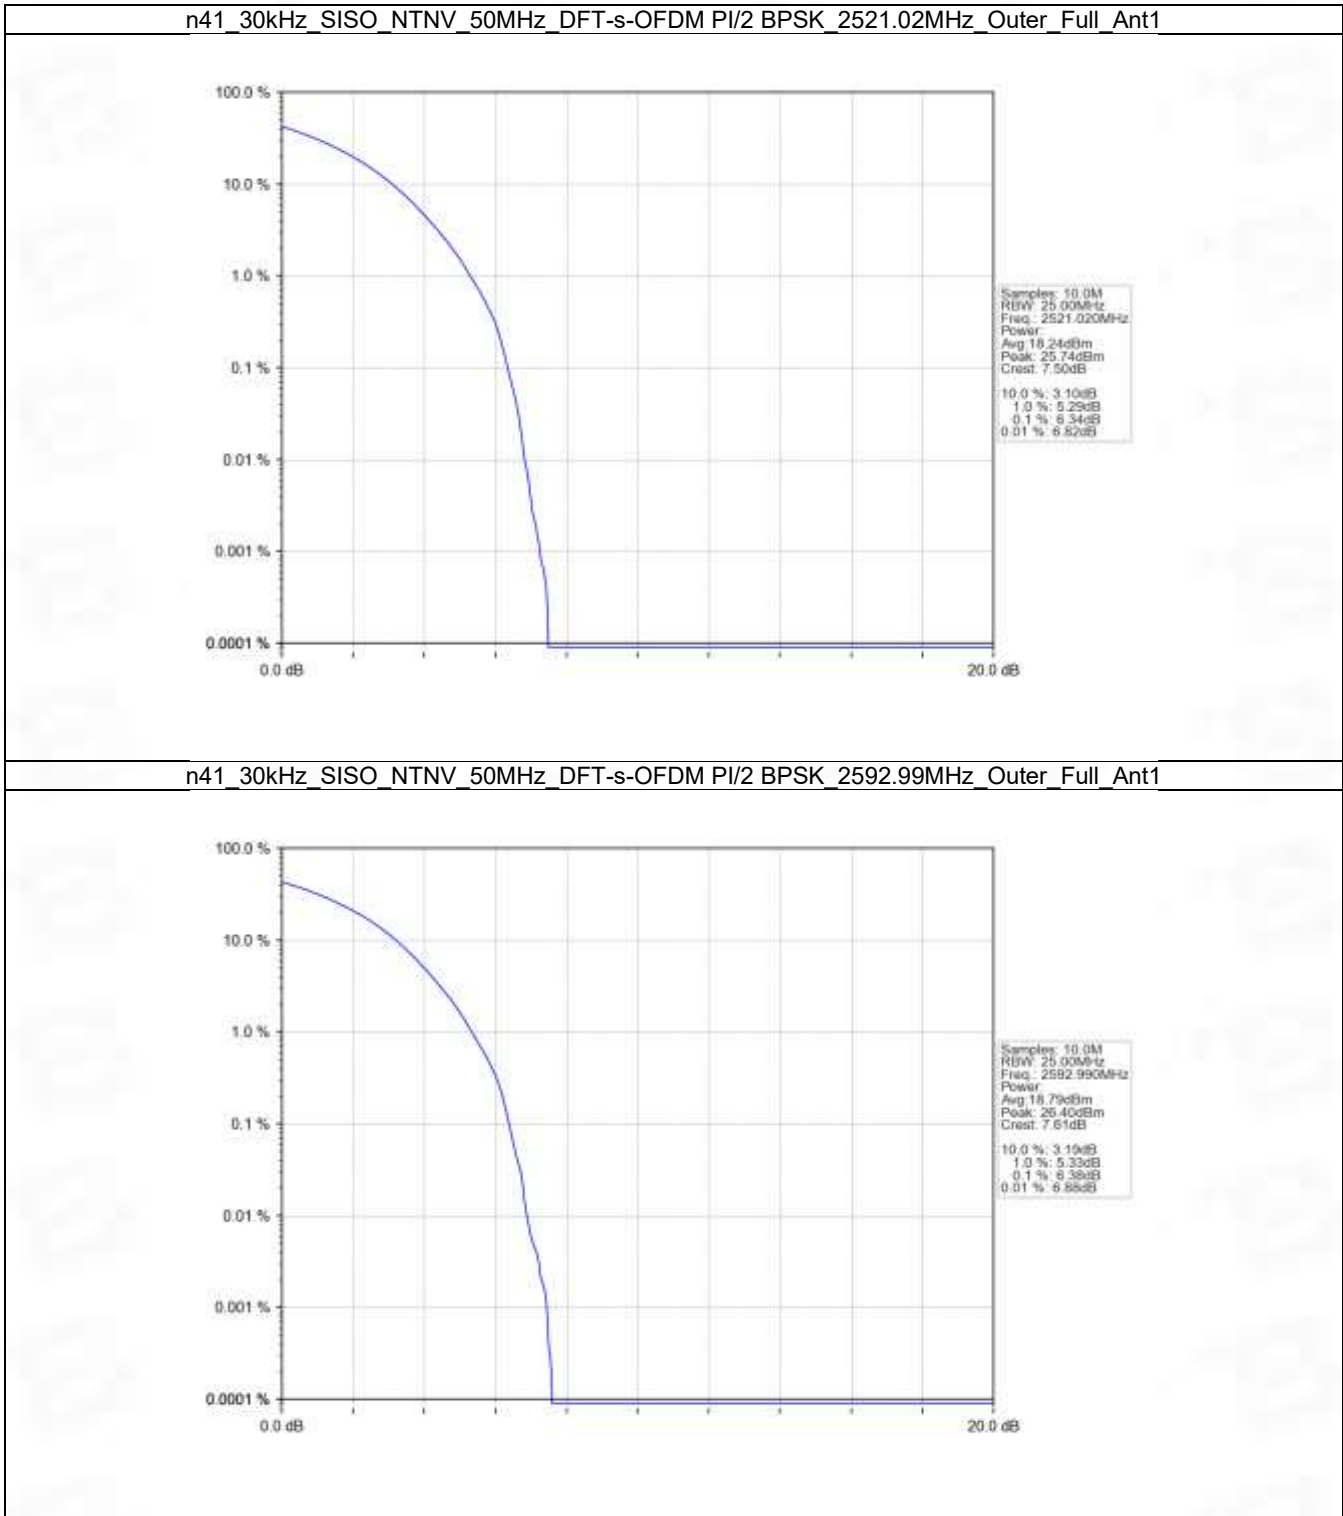 n41_30kHz_SISO_NTNV_50MHz_DFT-s-OFDM PI/2 BPSK_2521.02MHz_Outer_Full_Ant1
100.0 %
10.0 %
1.0 %
0.1 %
0.01 %
0.001 %
0.0001 %
0.0 dB
20.0 dB
Samples: 10.0M
RBW: 25.00MHz
Freq.: 2521.020MHz
Power:
Avg:18.24dBm
Peak: 25.74dBm
Crest: 7.50dB
10.0 %: 3.10dB
1.0 %: 5.29dB
0.1 %: 6.34dB
0.01 %: 6.82dB
n41_30kHz_SISO_NTNV_50MHz_DFT-s-OFDM PI/2 BPSK_2592.99MHz_Outer_Full_Ant1
100.0 %
10.0 %
1.0 %
0.1 %
0.01 %
0.001 %
0.0001 %
0.0 dB
20.0 dB
Samples: 10.0M
RBW: 25.00MHz
Freq.: 2592.990MHz
Power:
Avg:18.79dBm
Peak: 26.40dBm
Crest: 7.61dB
10.0 %: 3.19dB
1.0 %: 5.33dB
0.1 %: 6.38dB
0.01 %: 6.88dB